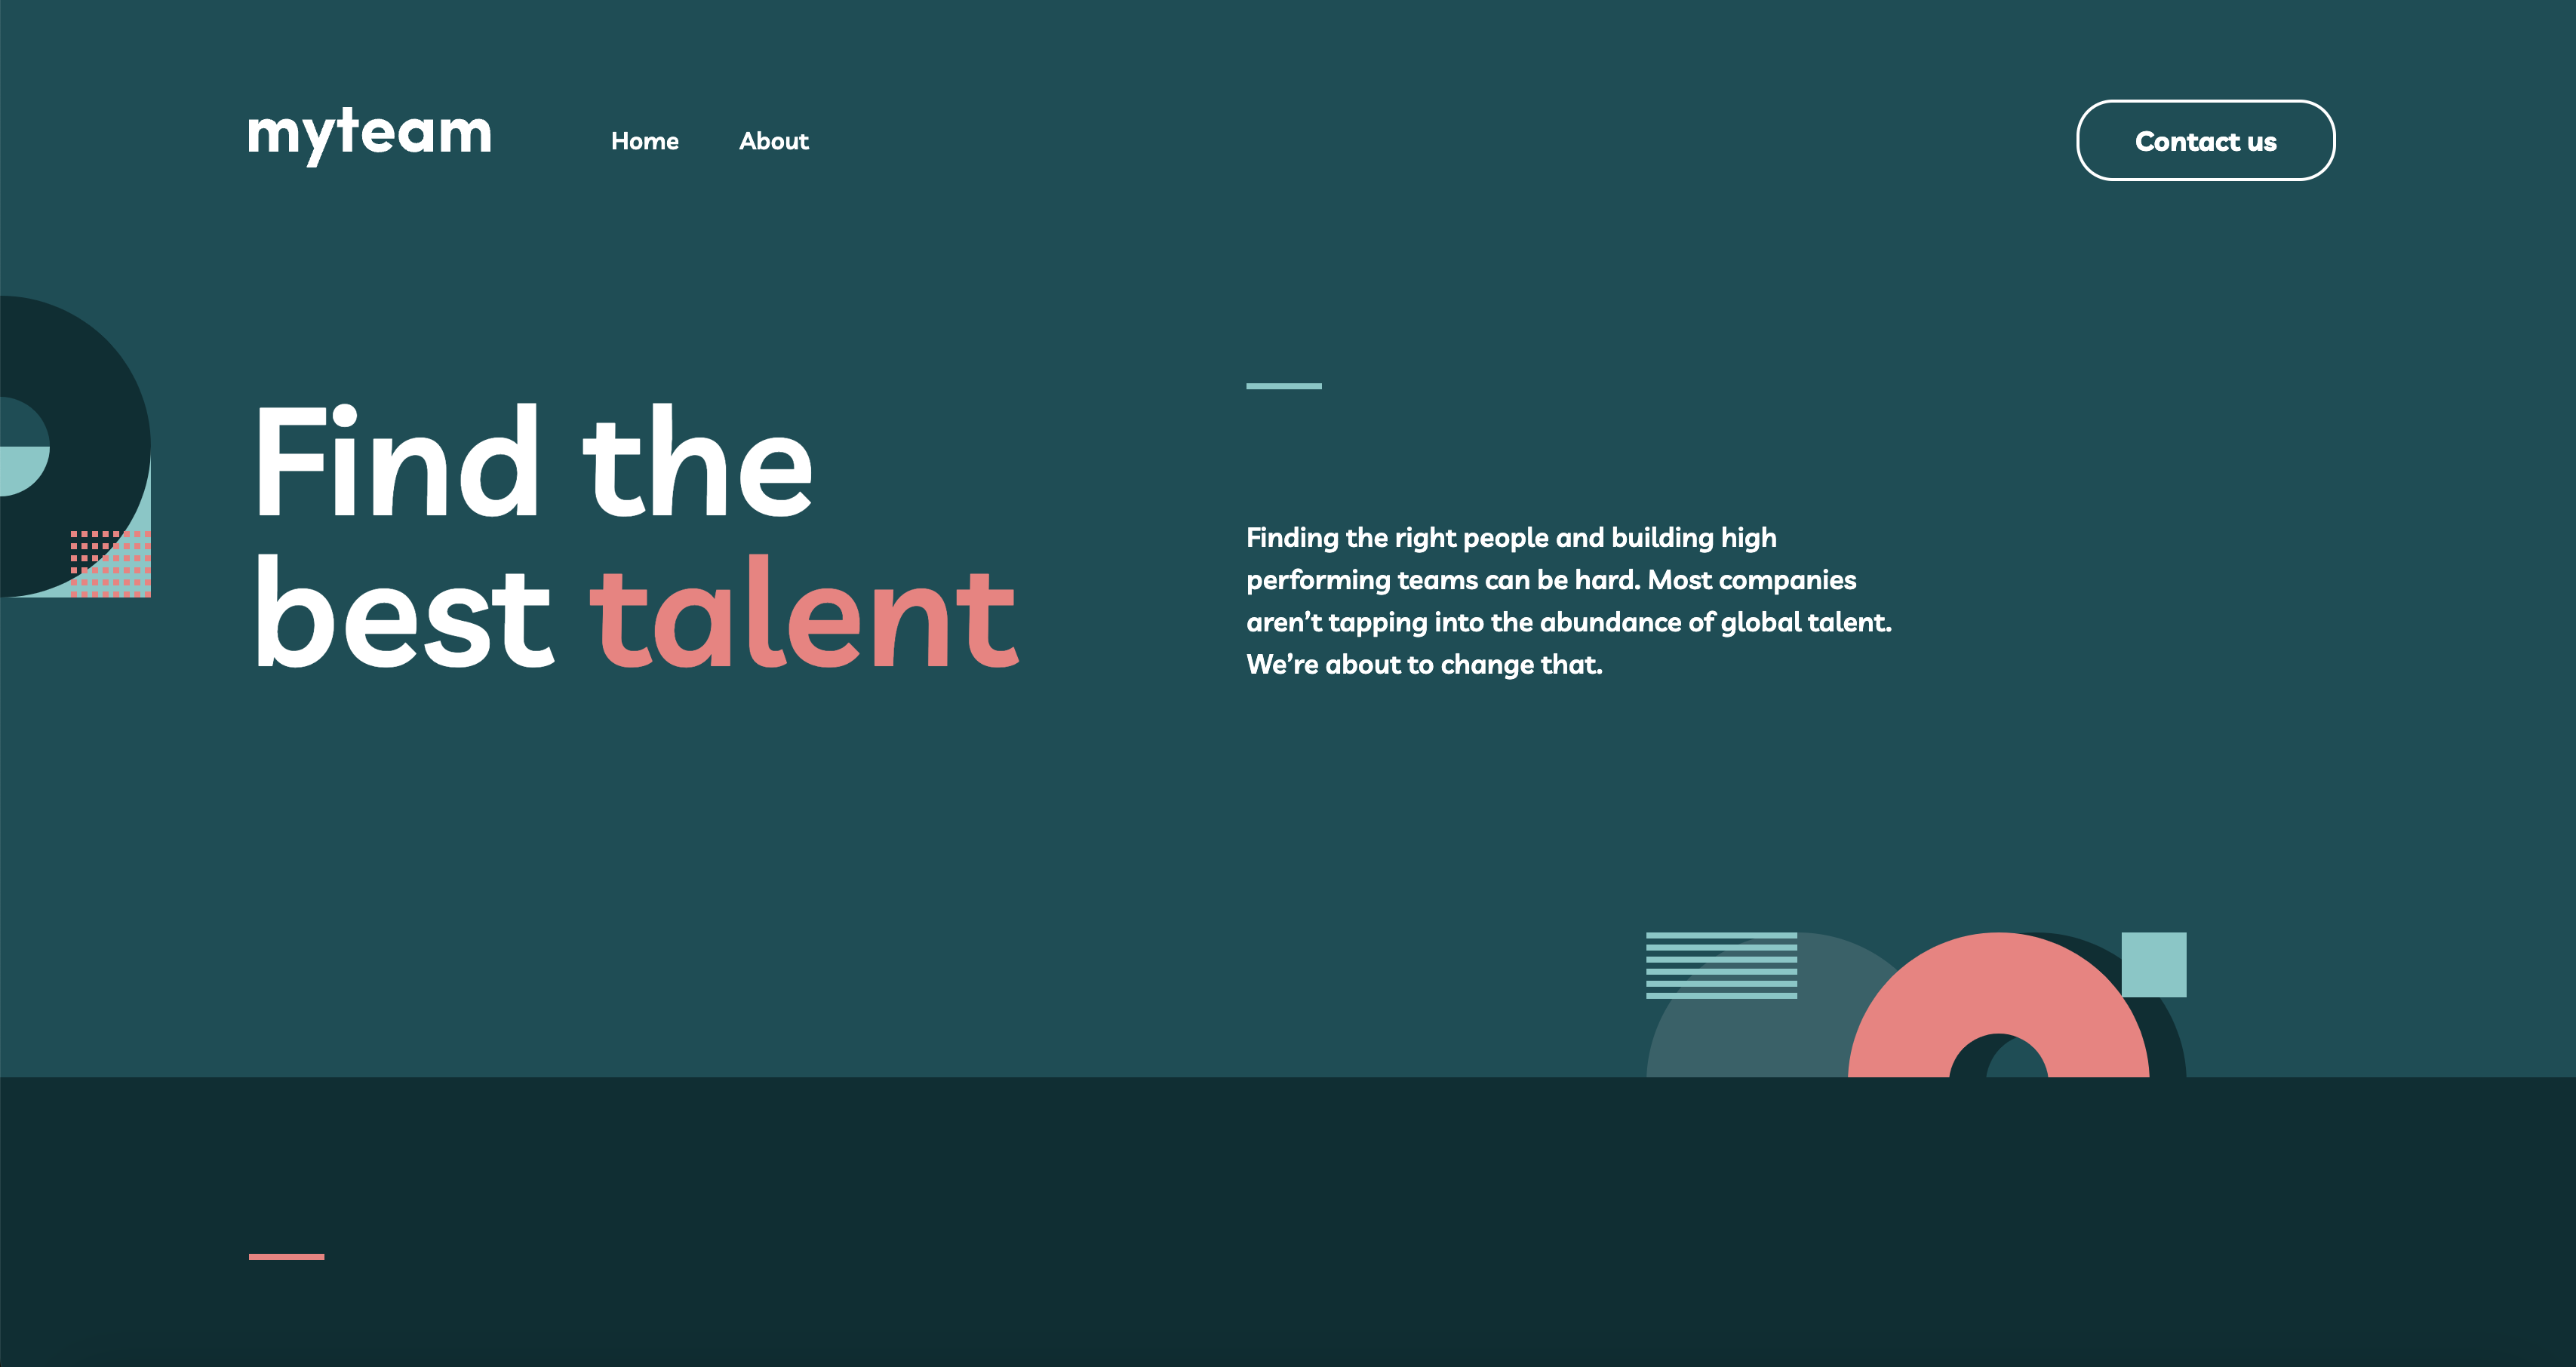 myteam
Home
About
Contact us
Find the
best talent
Finding the right people and building high
performing teams can be hard. Most companies
aren’t tapping into the abundance of global talent.
We’re about to change that.